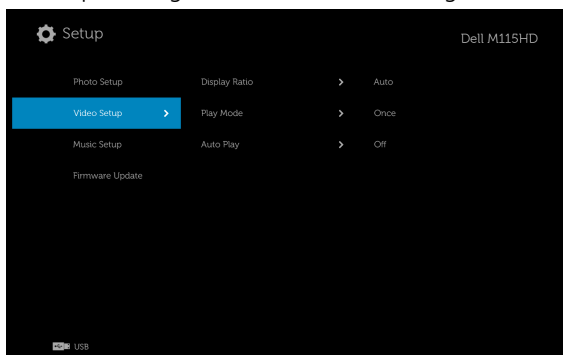 Setup
Dell M115HD
Photo Setup
Display Ratio
Auto
Video Setup
Play Mode
Once
Music Setup
Auto Play
Off
Firmware Update
USB